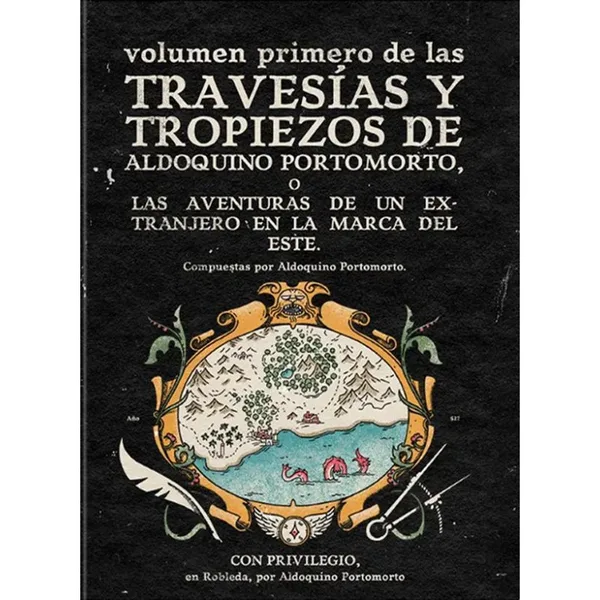 volumen primero de las
TRAVESÍAS Y
TROPIEZOS DE
ALDOQUINO PORTOMORTO,
O
LAS AVENTURAS DE UN EX-
TRANJERO EN LA MARCA DEL
ESTE.
Compuestas por Aldoquino Portomorto.
Año
CON PRIVILEGIO,
en Robleda, por Aldoquino Portomorto